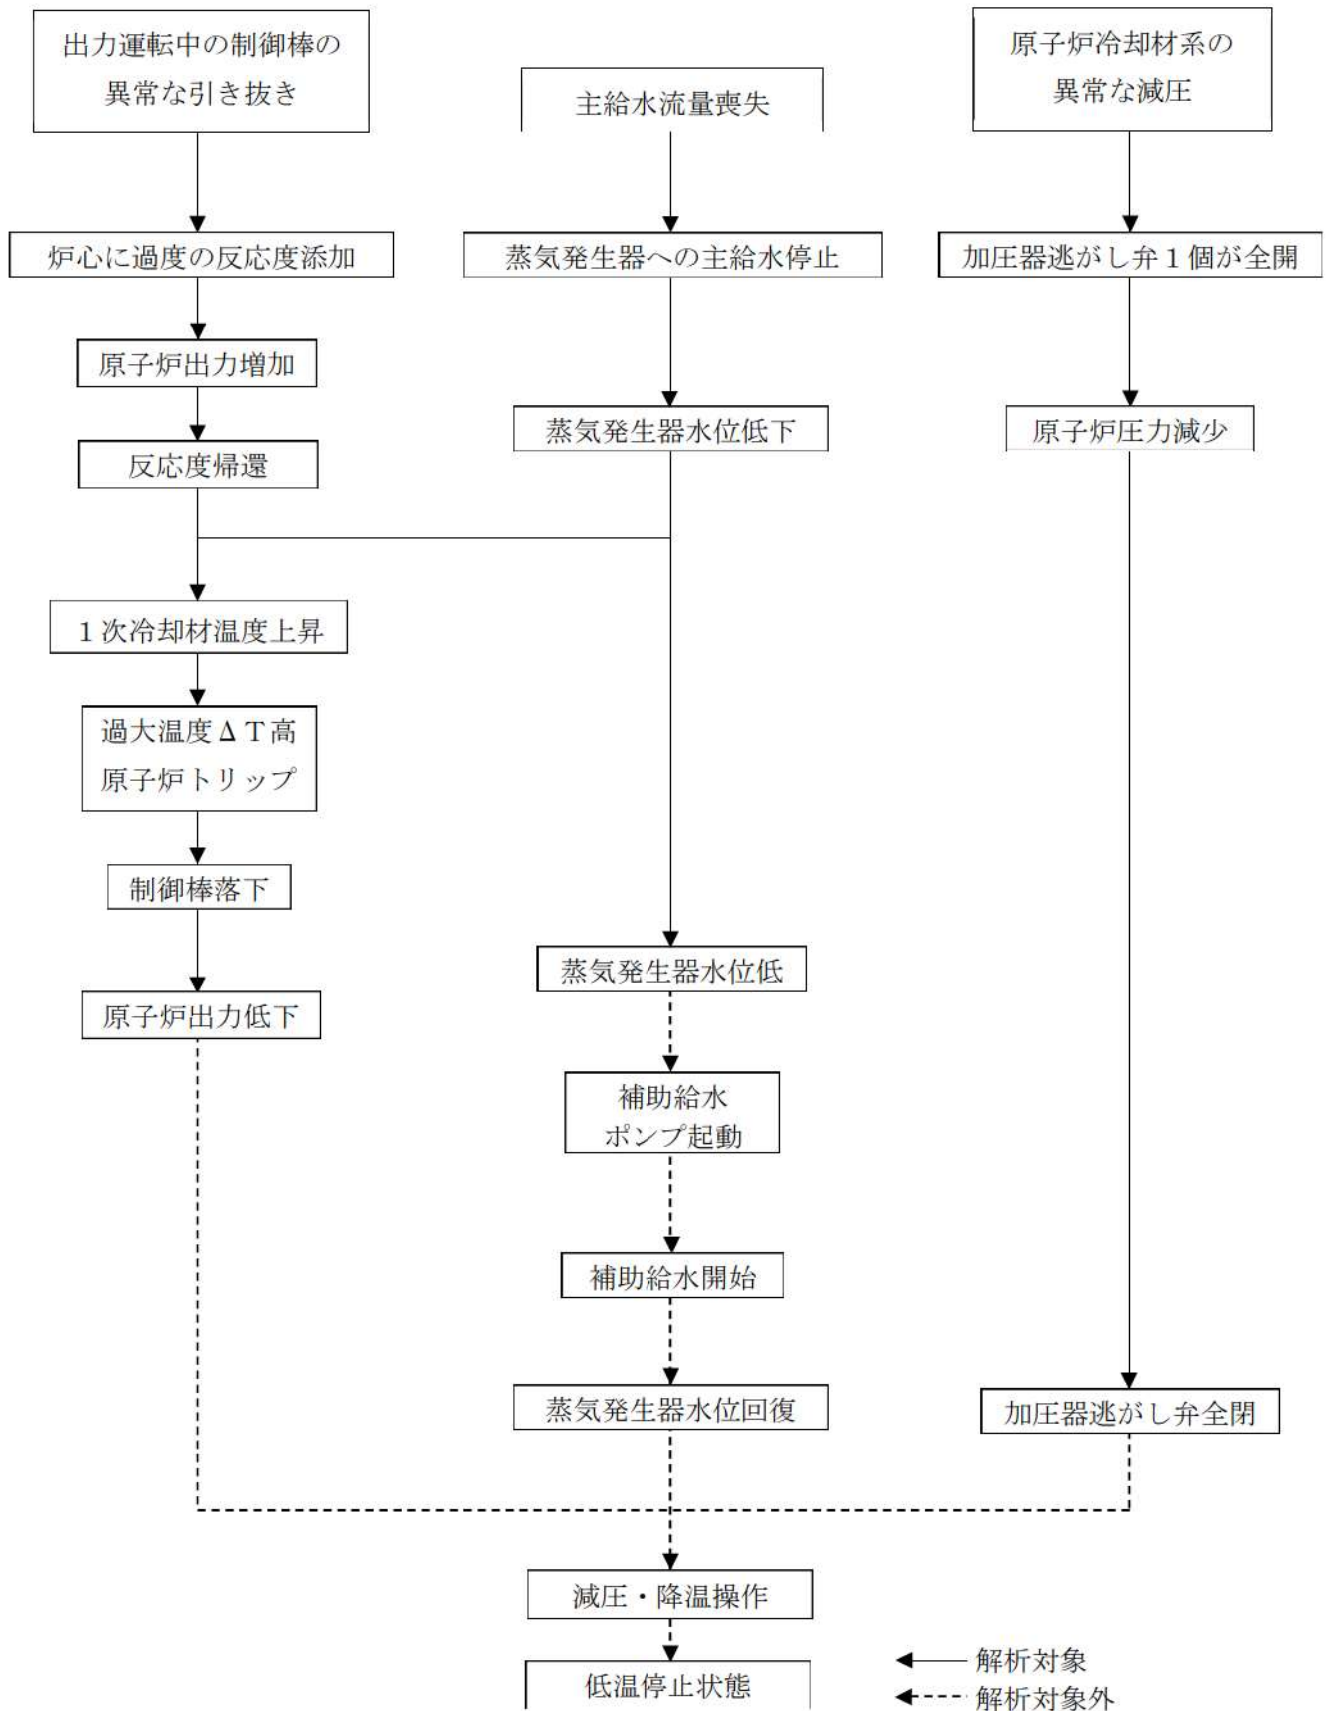 出力運転中の制御棒の
異常な引き抜き
主給水流量喪失
原子炉冷却材系の
異常な減圧
炉心に過度の反応度添加
蒸気発生器への主給水停止
加圧器逃がし弁１個が全開
原子炉出力増加
蒸気発生器水位低下
原子炉圧力減少
反応度帰還
１次冷却材温度上昇
過大温度ΔＴ高
原子炉トリップ
制御棒落下
蒸気発生器水位低
原子炉出力低下
補助給水
ポンプ起動
補助給水開始
蒸気発生器水位回復
加圧器逃がし弁全閉
減圧・降温操作
低温停止状態
解析対象
解析対象外